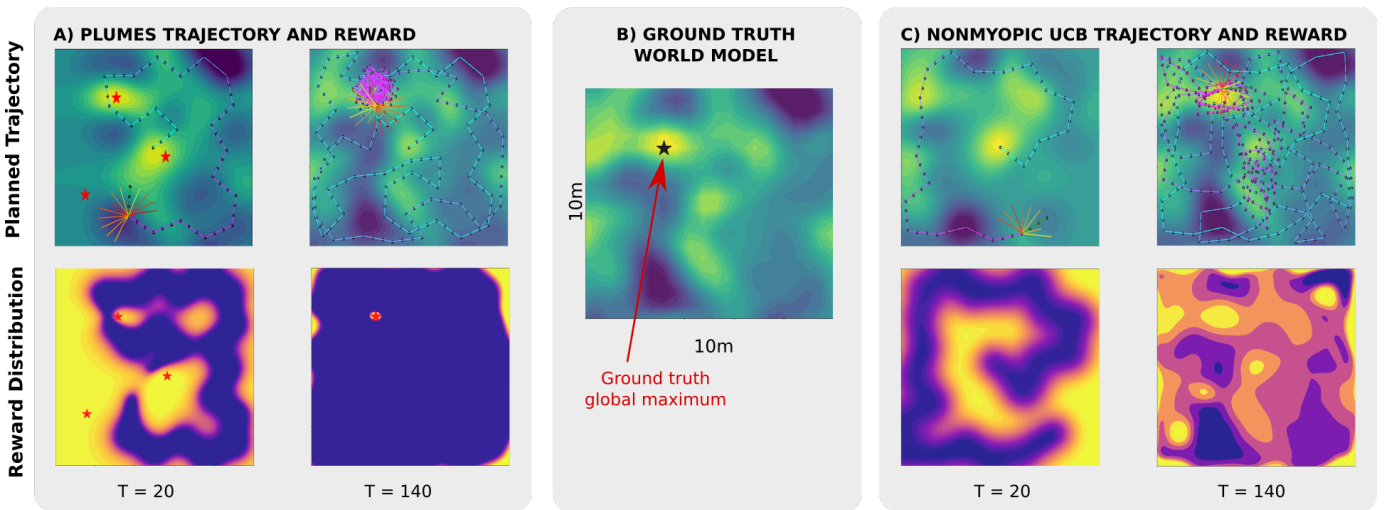 A) PLUMES TRAJECTORY AND REWARD
Planned Trajectory
Reward Distribution
T = 20
T = 140
B) GROUND TRUTH
WORLD MODEL
10m
10m
Ground truth
global maximum
C) NONMYOPIC UCB TRAJECTORY AND REWARD
T = 20
T = 140